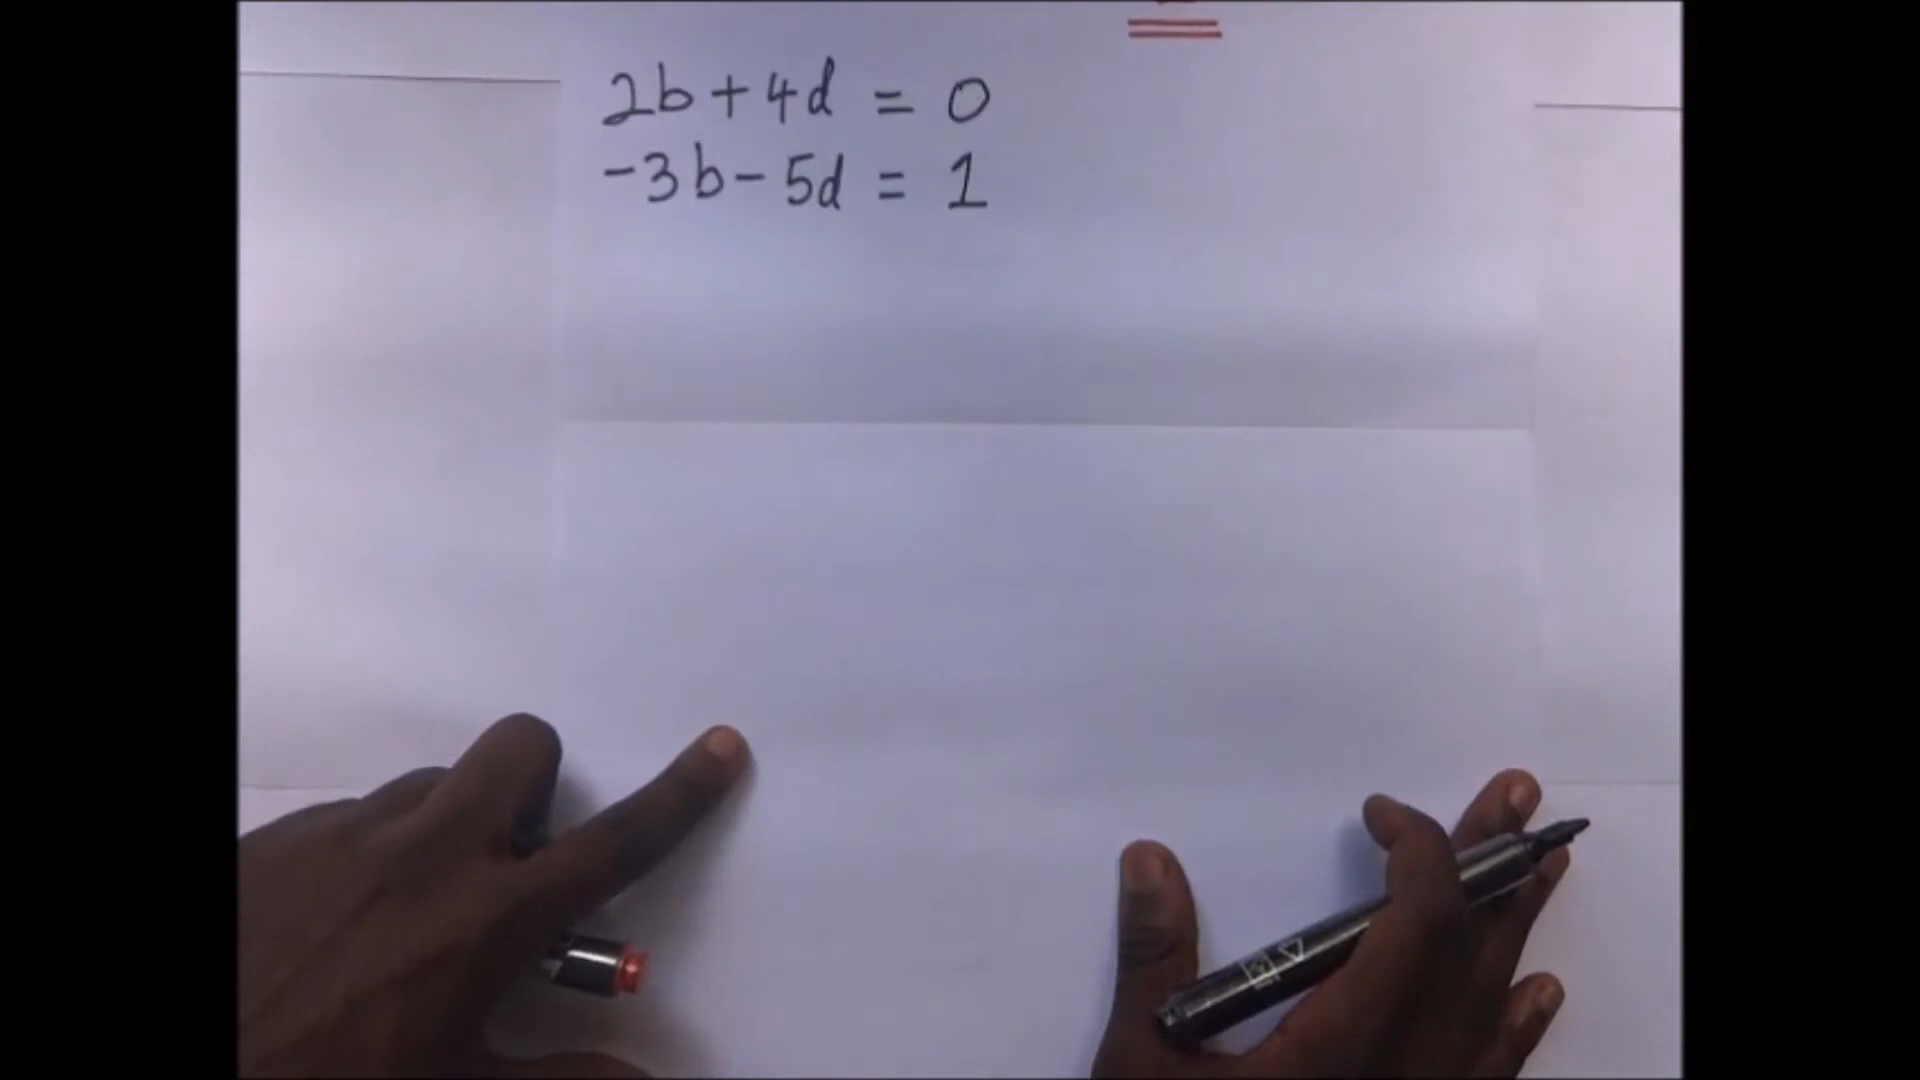 2b + 4d = 0
-3b - 5d = 1